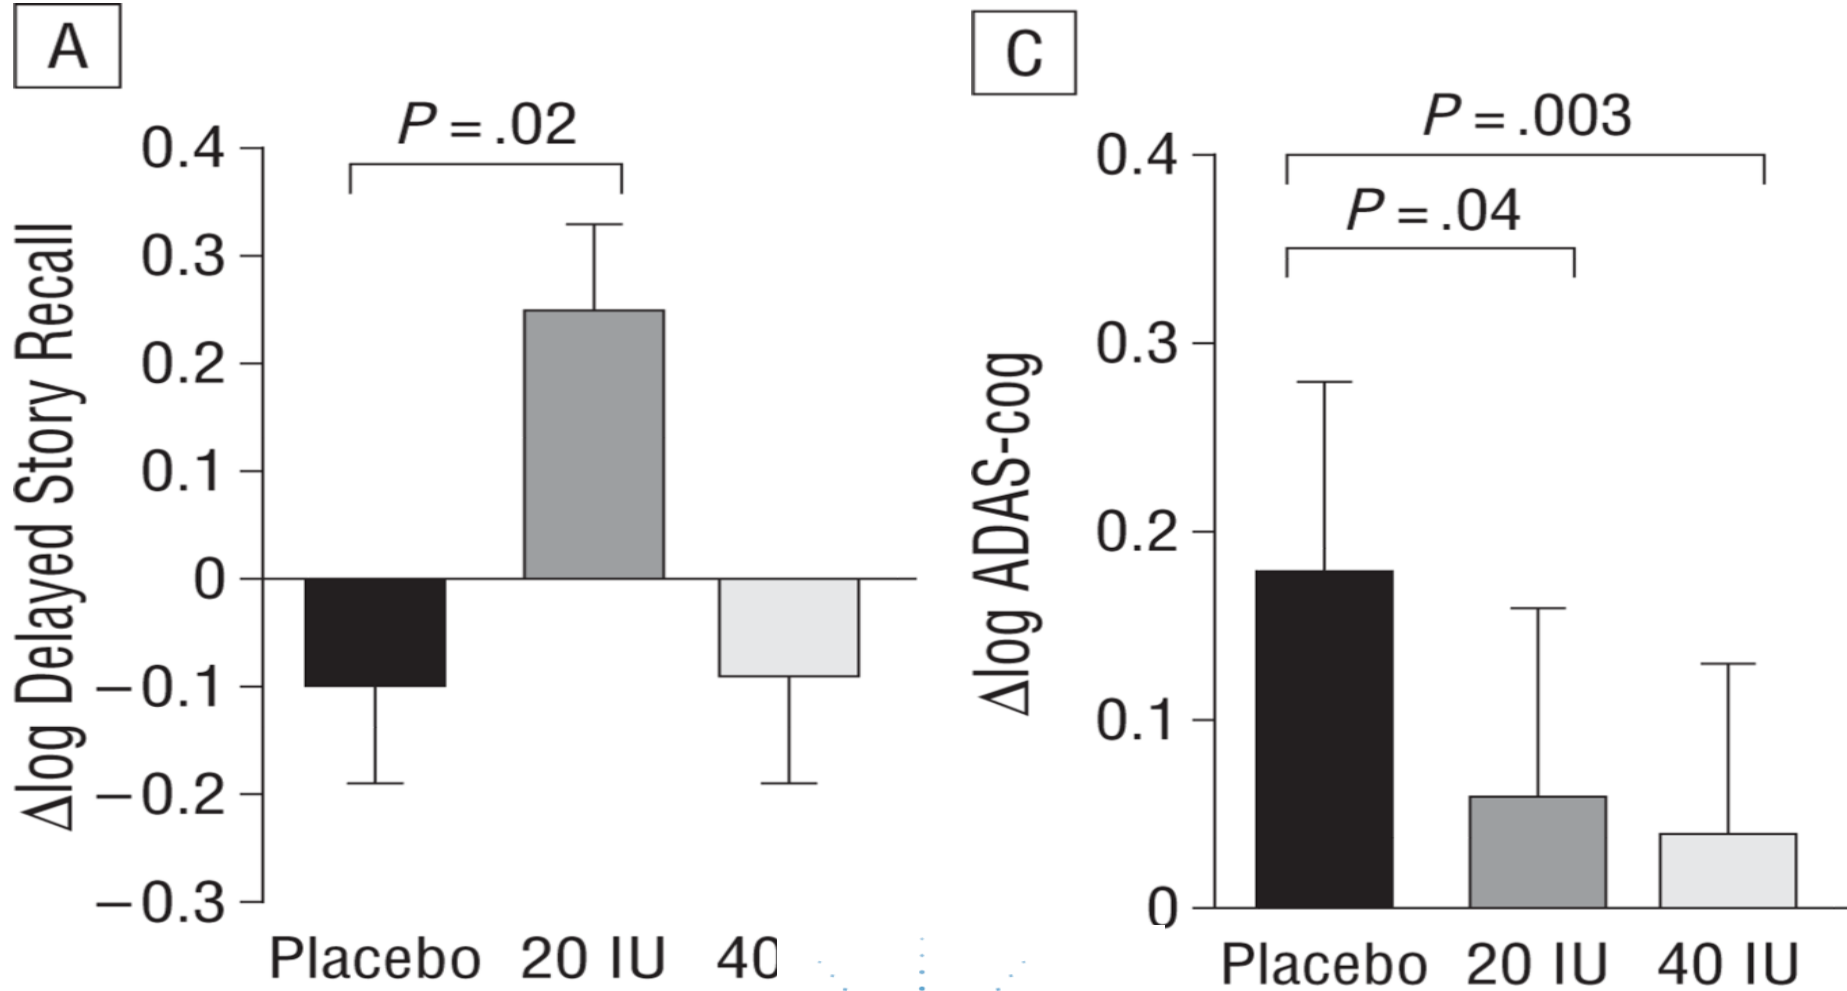 A
P = .02
0.4
0.3
0.2
0.1
0
−0.1
−0.2
−0.3
Δlog Delayed Story Recall
Placebo 20 IU 40
C
P = .003
P = .04
0.4
0.3
0.2
0.1
0
Δlog ADAS-cog
Placebo 20 IU 40 IU